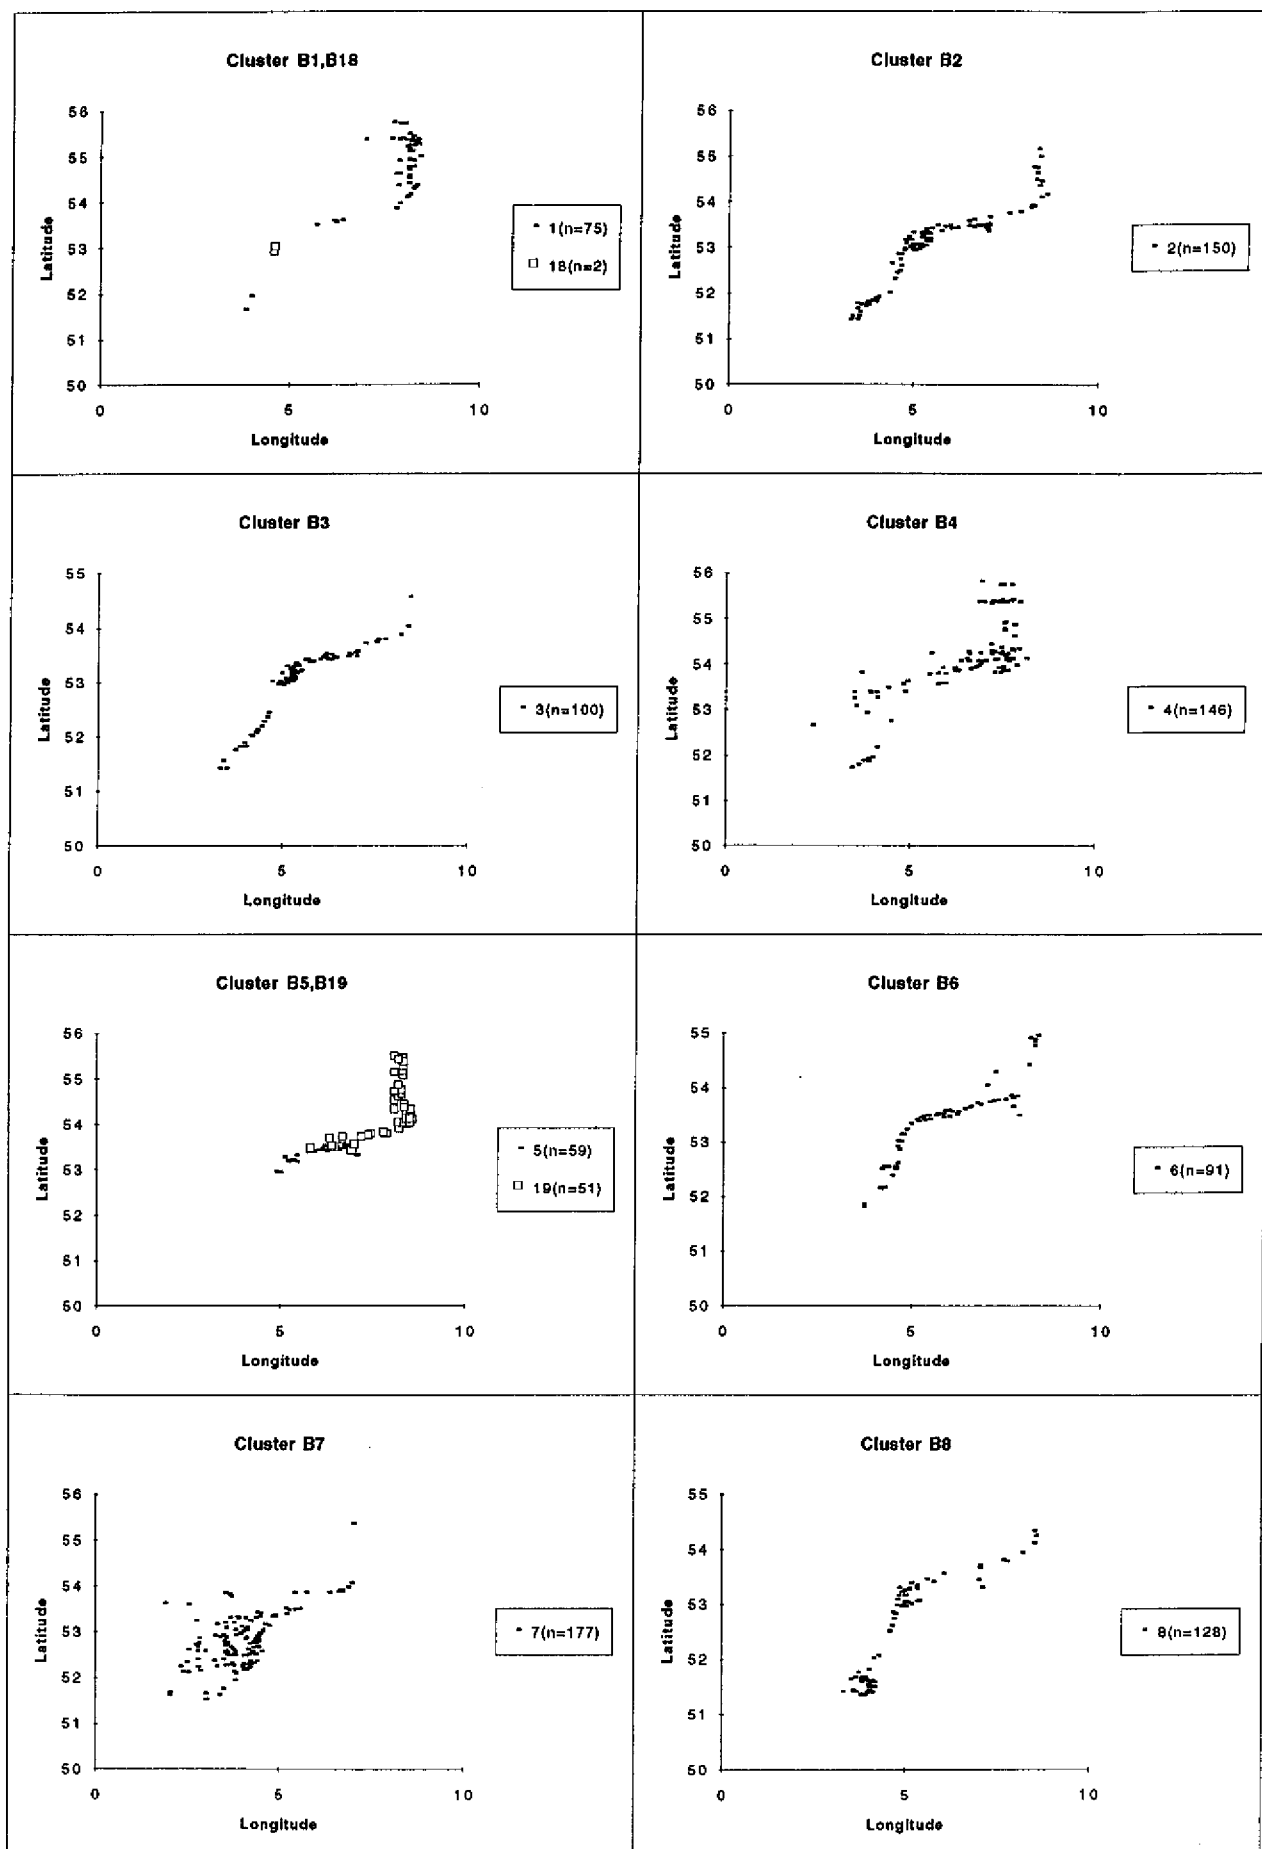 Cluster B1,B18
56
55
54
53
52
51
50
0
5
10
Latitude
Longitude
1(n=75)
18(n=2)
Cluster B2
56
55
54
53
52
51
50
0
5
10
Latitude
Longitude
2(n=150)
Cluster B3
55
54
53
52
51
50
0
5
10
Latitude
Longitude
3(n=100)
Cluster B4
56
55
54
53
52
51
50
0
5
10
Latitude
Longitude
4(n=146)
Cluster B5,B19
56
55
54
53
52
51
50
0
5
10
Latitude
Longitude
5(n=59)
19(n=51)
Cluster B6
55
54
53
52
51
50
0
5
10
Latitude
Longitude
6(n=91)
Cluster B7
56
55
54
53
52
51
50
0
5
10
Latitude
Longitude
7(n=177)
Cluster B8
55
54
53
52
51
50
0
5
10
Latitude
Longitude
8(n=128)